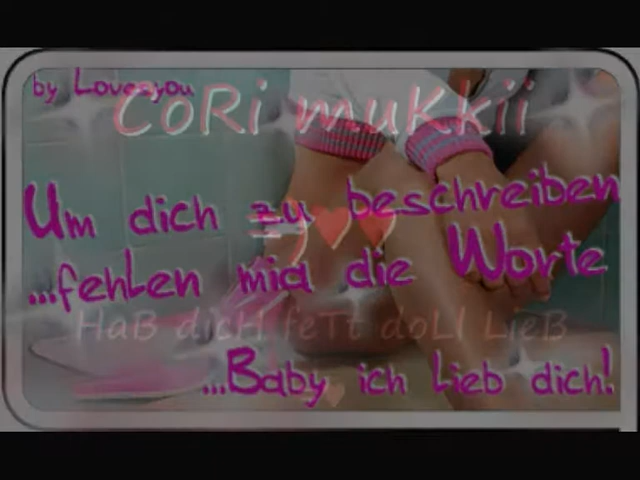 by Lovesyou
CoRi muKkii
Um dich zu beschreiben
...fehlen mia die Worte
HaB dicH feTt doLl LieB
...Baby ich Lieb dich!